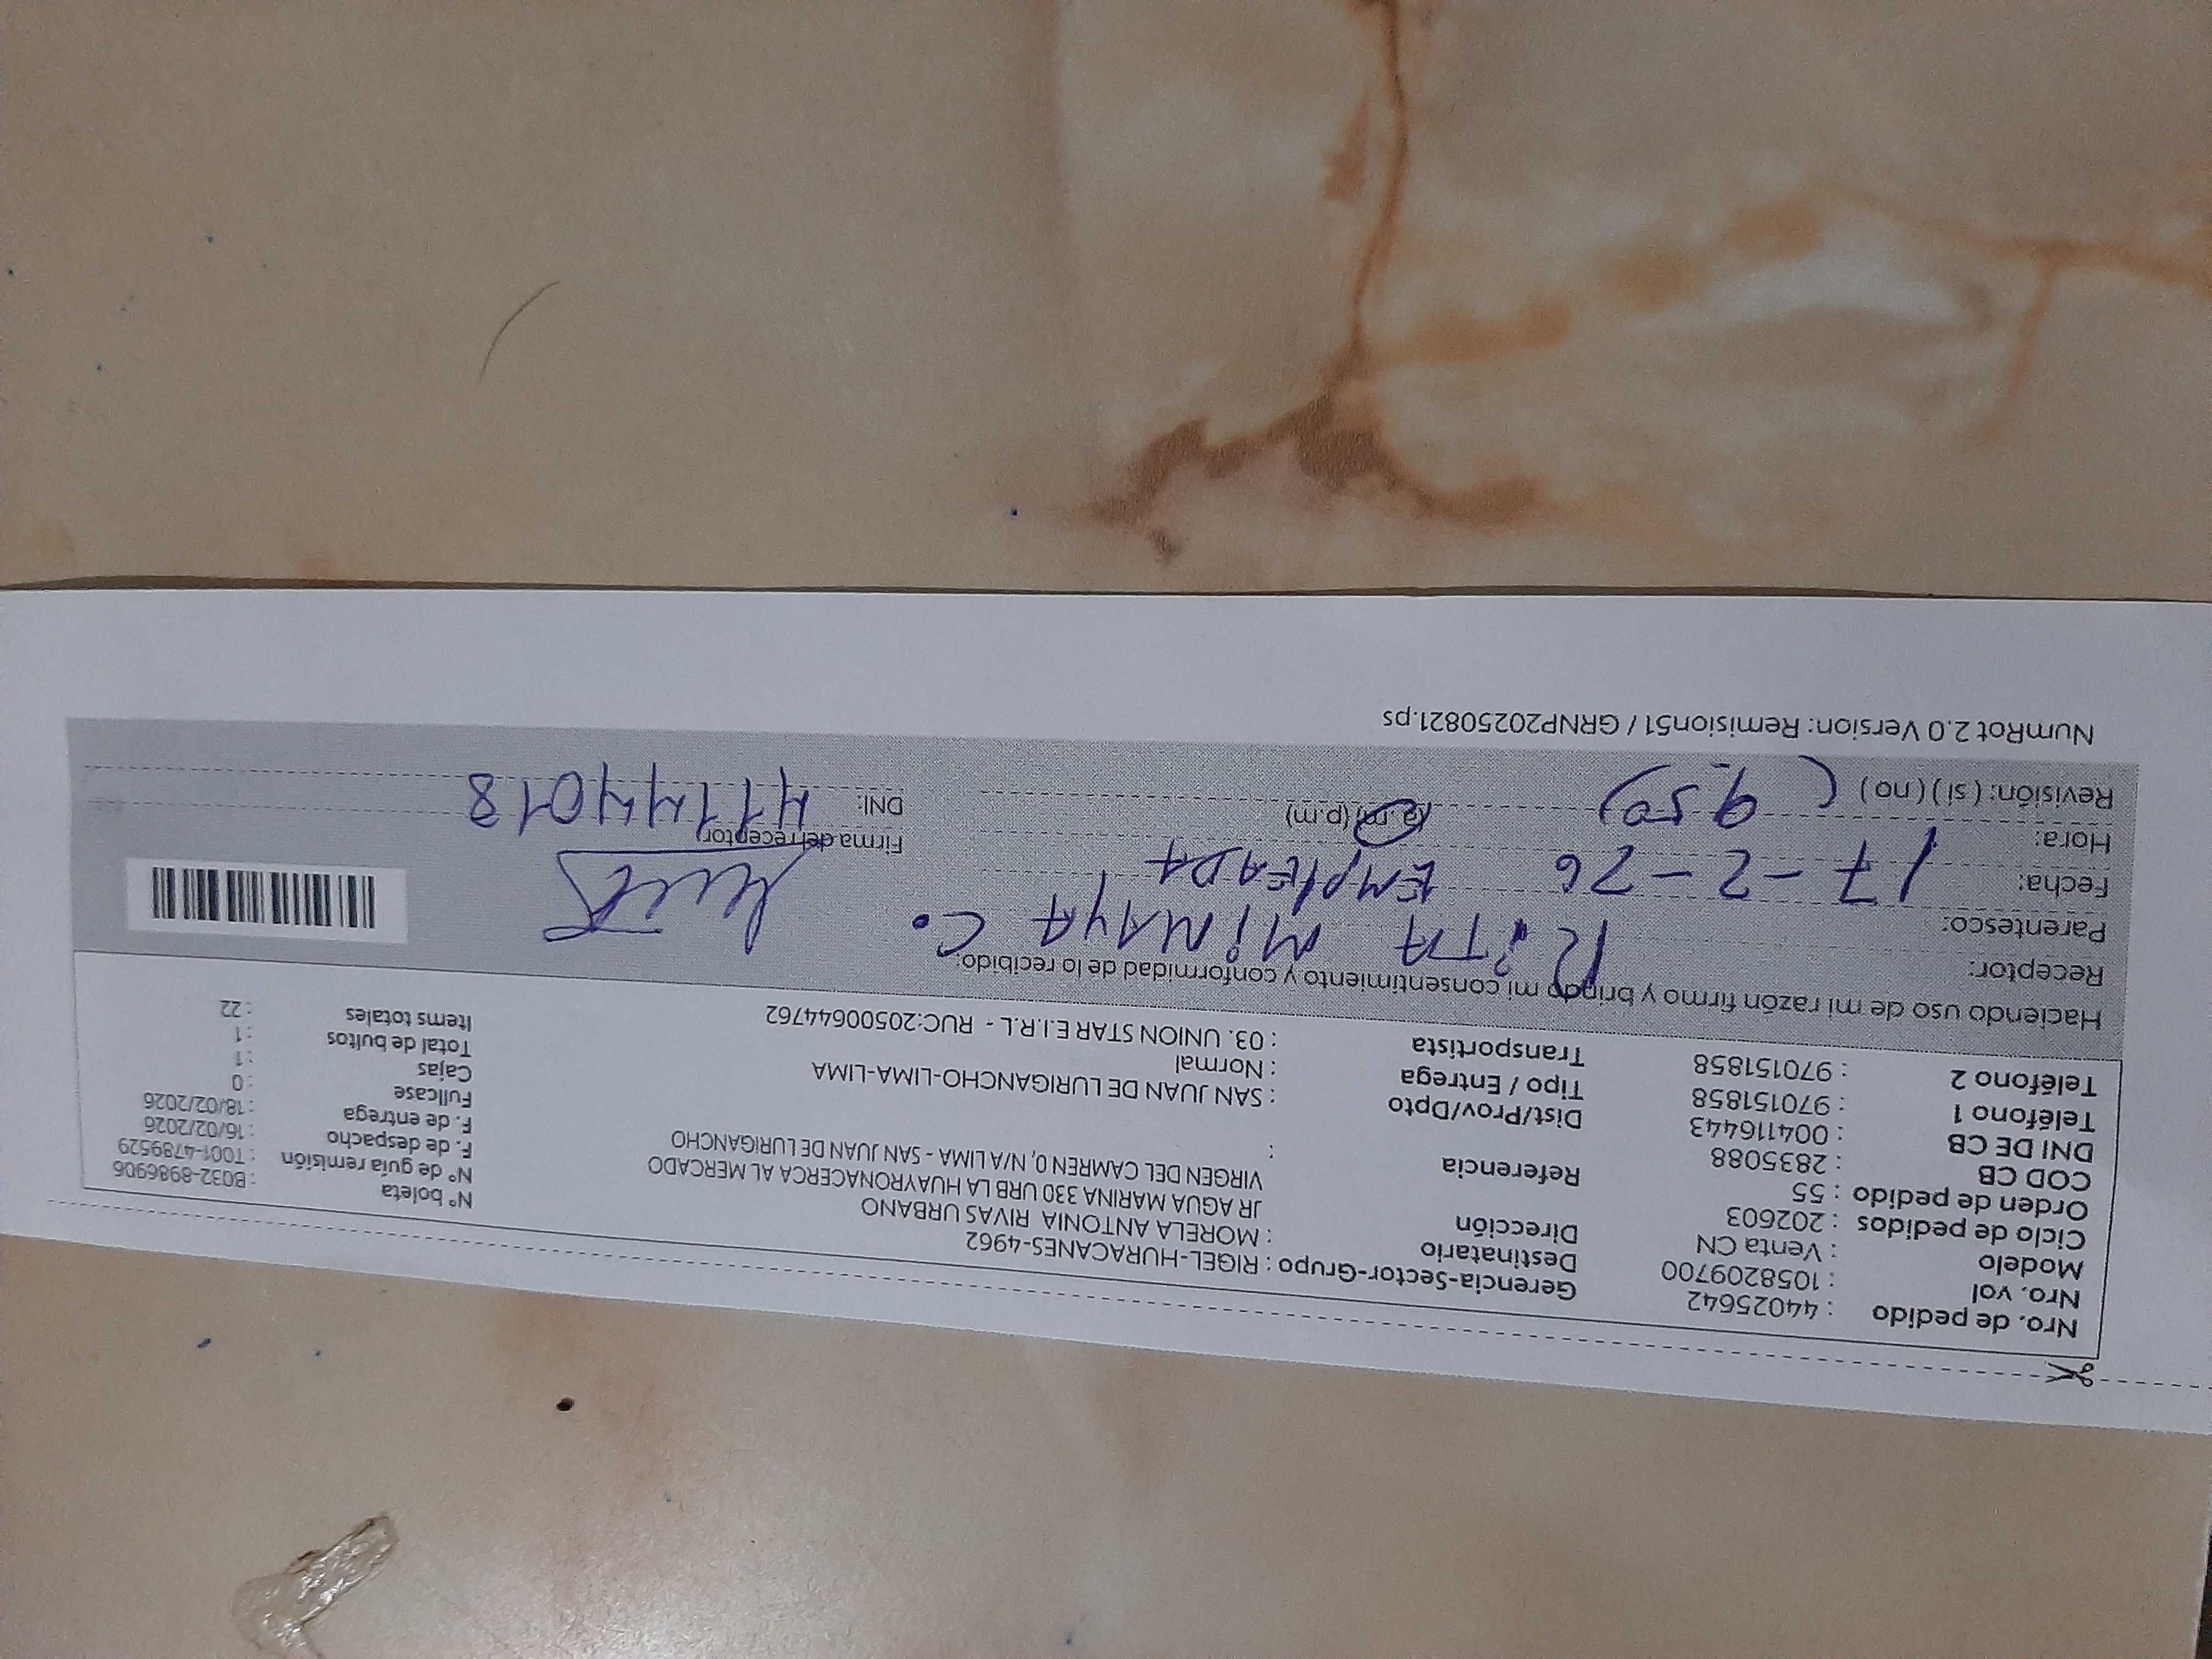 Nro. de pedido : 44025642 Gerencia-Sector-Grupo : RIGEL-HURACANES-4962 N° boleta : B032-8986906
Nro. vol : 1058209700 Destinatario : MORELA ANTONIA RIVAS URBANO N° de guía remisión : T001-4789529
Modelo : Venta CN Dirección JR AGUA MARINA 330 URB LA HUAYRONACERCA AL MERCADO F. de despacho : 16/02/2026
Ciclo de pedidos : 202603 VIRGEN DEL CAMREN 0, N/A LIMA - SAN JUAN DE LURIGANCHO F. de entrega : 18/02/2026
Orden de pedido : 55 Referencia : Fullcase : 0
COD CB : 2835088 Dist/Prov/Dpto : SAN JUAN DE LURIGANCHO-LIMA-LIMA Cajas : 1
DNI DE CB : 004116443 Tipo / Entrega : Normal Total de bultos : 1
Teléfono 1 : 970151858 Transportista : 03. UNION STAR E.I.R.L - RUC:20500644762 Items totales : 22
Teléfono 2 : 970151858
Haciendo uso de mi razón firmo y brindo mi consentimiento y conformidad de lo recibido:
Receptor: RiTA MiNAYA C.
Parentesco: EMPLEADA
Fecha: 17-2-26 Firma del receptor
Hora: (9.50) (a.m) (p.m) DNI: 41144018
Revisión: ( sí ) ( no )
NumRot 2.0 Version: Remision51 / GRNP20250821.ps